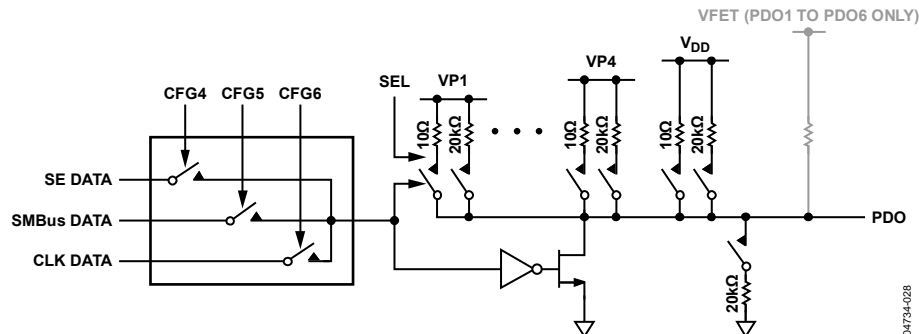 VFET (PDO1 TO PDO6 ONLY)
VDD
CFG4 CFG5 CFG6
SEL
VP1
VP4
10Ω
20kΩ
10Ω
20kΩ
10Ω
20kΩ
SE DATA
SMBus DATA
CLK DATA
PDO
20kΩ
04734-028